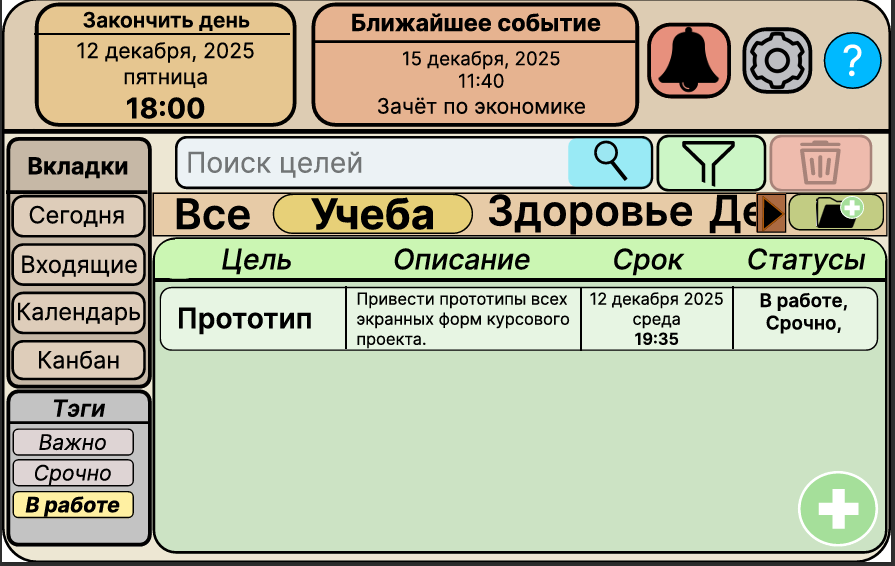 Закончить день
12 декабря, 2025
пятница
18:00
Ближайшее событие
15 декабря, 2025
11:40
Зачёт по экономике
?
Вкладки
Сегодня
Входящие
Календарь
Канбан
Тэги
Важно
Срочно
В работе
Поиск целей
Все Учеба Здоровье Де
Цель Описание Срок Статусы
Прототип
Привести прототипы всех
экранных форм курсового
проекта.
12 декабря 2025
среда
19:35
В работе,
Срочно,